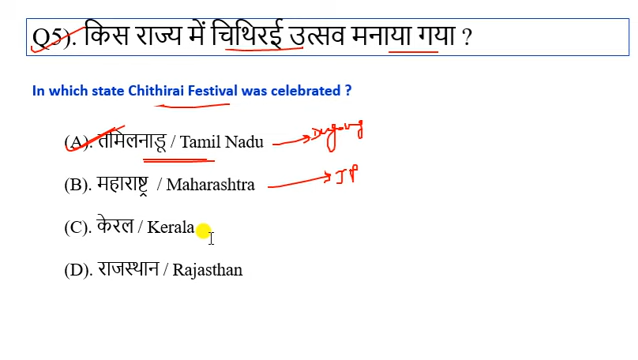 Q5). किस राज्य में चिथिरई उत्सव मनाया गया ?
In which state Chithirai Festival was celebrated ?
(A). तमिलनाडू / Tamil Nadu
(B). महाराष्ट्र / Maharashtra → IP
(C). केरल / Kerala
(D). राजस्थान / Rajasthan